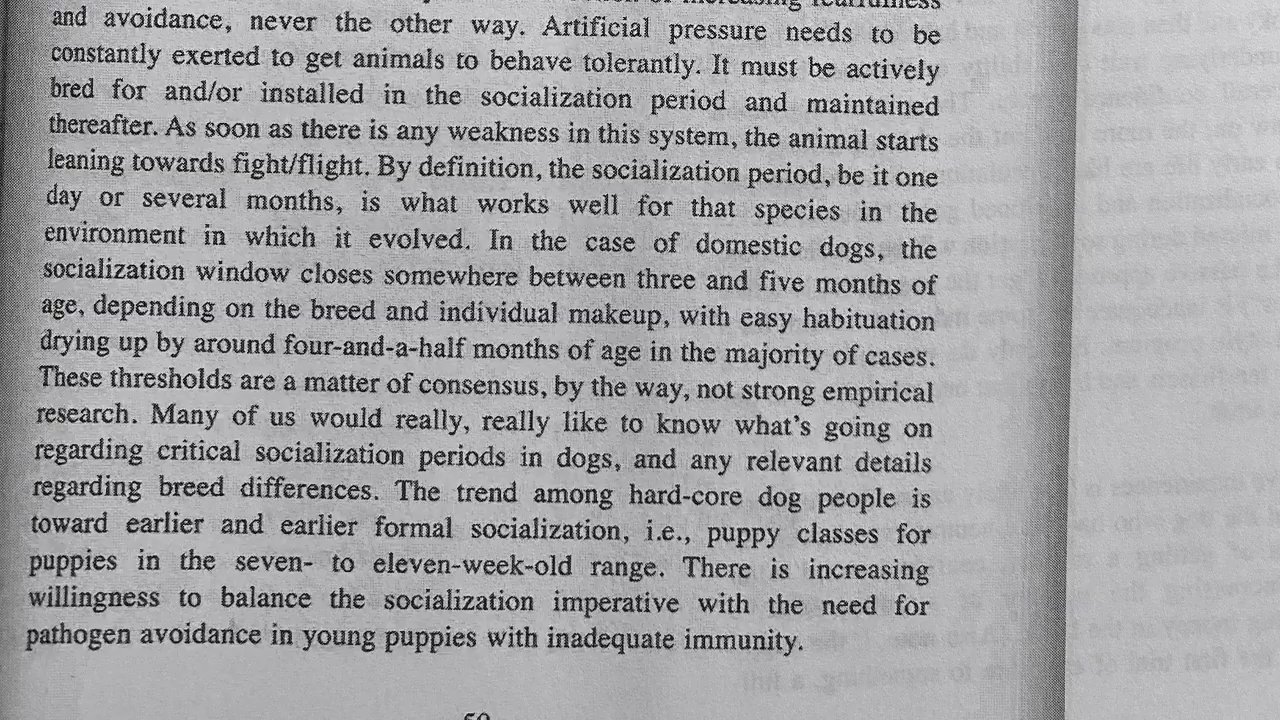 and avoidance, never the other way. Artificial pressure needs to be
constantly exerted to get animals to behave tolerantly. It must be actively
bred for and/or installed in the socialization period and maintained
thereafter. As soon as there is any weakness in this system, the animal starts
leaning towards fight/flight. By definition, the socialization period, be it one
day or several months, is what works well for that species in the
environment in which it evolved. In the case of domestic dogs, the
socialization window closes somewhere between three and five months of
age, depending on the breed and individual makeup, with easy habituation
drying up by around four-and-a-half months of age in the majority of cases.
These thresholds are a matter of consensus, by the way, not strong empirical
research. Many of us would really, really like to know what's going on
regarding critical socialization periods in dogs, and any relevant details
regarding breed differences. The trend among hard-core dog people is
toward earlier and earlier formal socialization, i.e., puppy classes for
puppies in the seven- to eleven-week-old range. There is increasing
willingness to balance the socialization imperative with the need for
pathogen avoidance in young puppies with inadequate immunity.